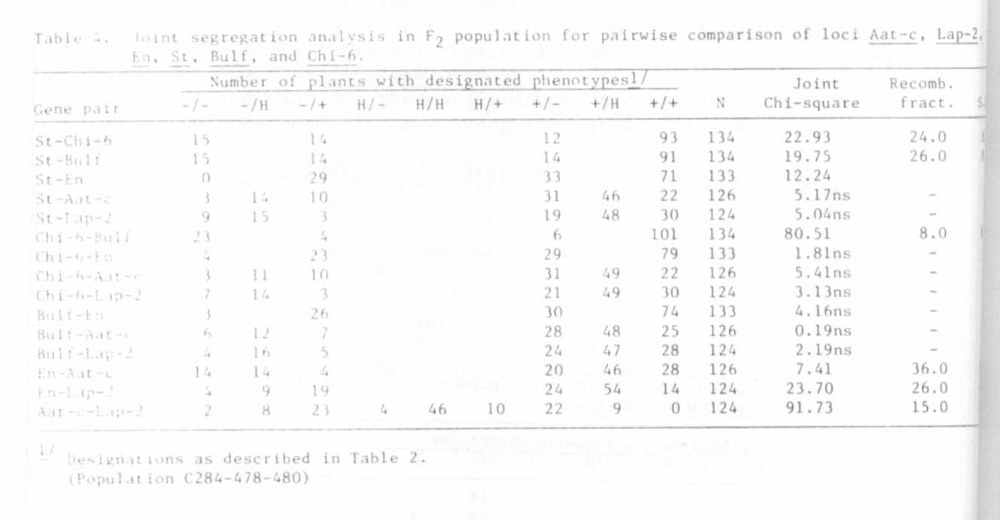 Table 4. Joint segregation analysis in F2 population for pairwise comparison of loci Aat-c, Lap-2,
En, St, Bulf, and Chi-6.
Number of plants with designated phenotypes1/ Joint Recomb.
Gene pair -/- -/H -/+ H/- H/H H/+ +/- +/H +/+ N Chi-square fract.
St-Chi-6 15 14 12 93 134 22.93 24.0
St-Bulf 15 14 14 91 134 19.75 26.0
St-En 0 29 33 71 133 12.24
St-Aat-c 3 14 10 31 46 22 126 5.17ns -
St-Lap-2 9 15 3 19 48 30 124 5.04ns -
Chi-6-Bulf 23 4 6 101 134 80.51 8.0
Chi-6-En 4 23 29 79 133 1.81ns -
Chi-6-Aat-c 3 11 10 31 49 22 126 5.41ns -
Chi-6-Lap-2 7 14 3 21 49 30 124 3.13ns -
Bulf-En 3 26 30 74 133 4.16ns -
Bulf-Aat-c 6 12 7 28 48 25 126 0.19ns -
Bulf-Lap-2 4 16 5 24 47 28 124 2.19ns -
En-Aat-c 14 14 4 20 46 28 126 7.41 36.0
En-Lap-2 4 9 19 24 54 14 124 23.70 26.0
Aat-c-Lap-2 2 8 23 4 46 10 22 9 0 124 91.73 15.0
1/ Designations as described in Table 2.
(Population C284-478-480)